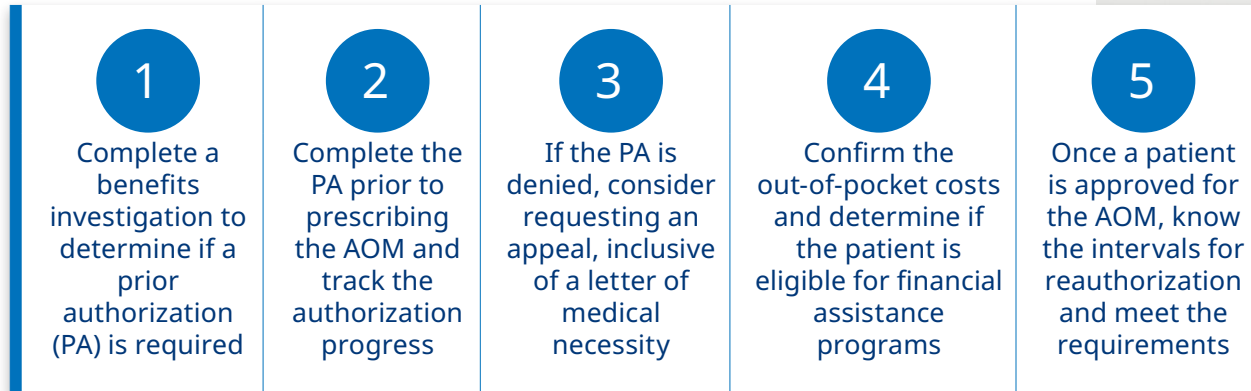 1
Complete a
benefits
investigation to
determine if a
prior
authorization
(PA) is required
2
Complete the
PA prior to
prescribing
the AOM and
track the
authorization
progress
3
If the PA is
denied, consider
requesting an
appeal, inclusive
of a letter of
medical
necessity
4
Confirm the
out-of-pocket costs
and determine if
the patient is
eligible for financial
assistance
programs
5
Once a patient
is approved for
the AOM, know
the intervals for
reauthorization
and meet the
requirements